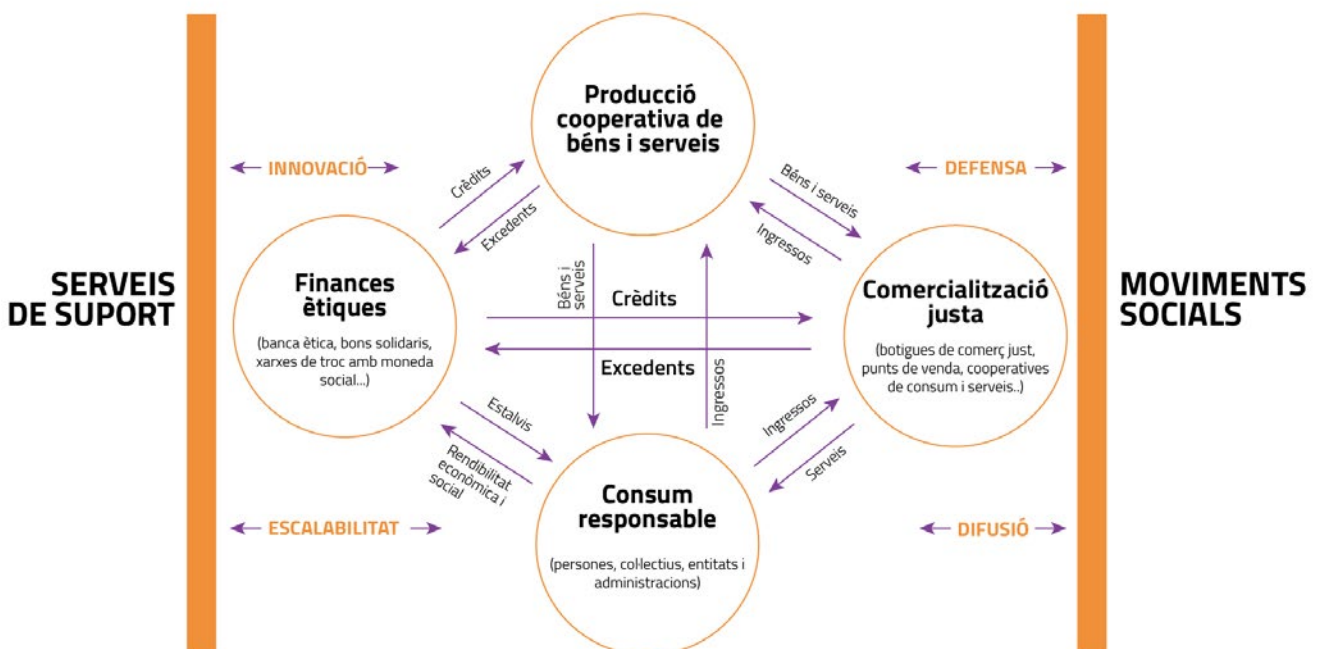 Producció
cooperativa de
béns i serveis
INNOVACIÓ
DEFENSA
Crèdits
Excedents
Béns i serveis
Ingressos
SERVEIS
DE SUPORT
Finances
ètiques
(banca ètica, bons solidaris,
xarxes de troc amb moneda
social...)
Béns i
serveis
Crèdits
Excedents
Ingressos
Comercialització
justa
(botigues de comerç just,
punts de venda, cooperatives
de consum i serveis..)
MOVIMENTS
SOCIALS
Estalvis
Rendibilitat
econòmica i
social
Ingressos
Serveis
Consum
responsable
(persones, col·lectius, entitats i
administracions)
ESCALABILITAT
DIFUSIÓ